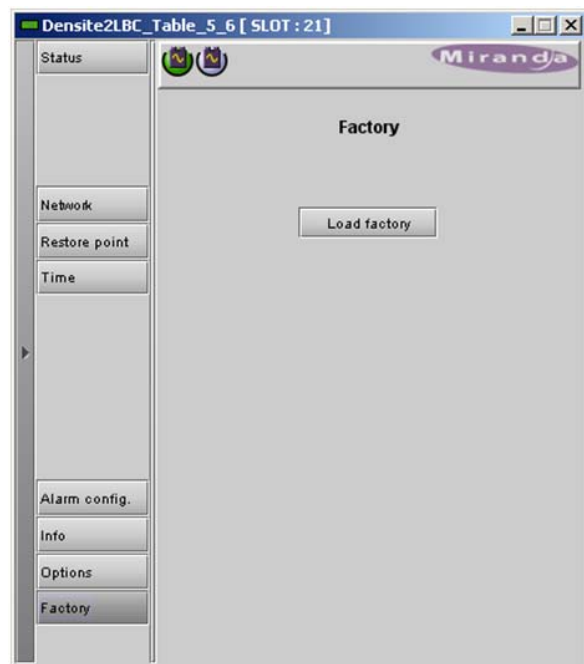 Densite2LBC_Table_5_6 [ SLOT : 21]
Status
Miranda
Factory
Network
Restore point
Time
Load factory
Alarm config.
Info
Options
Factory